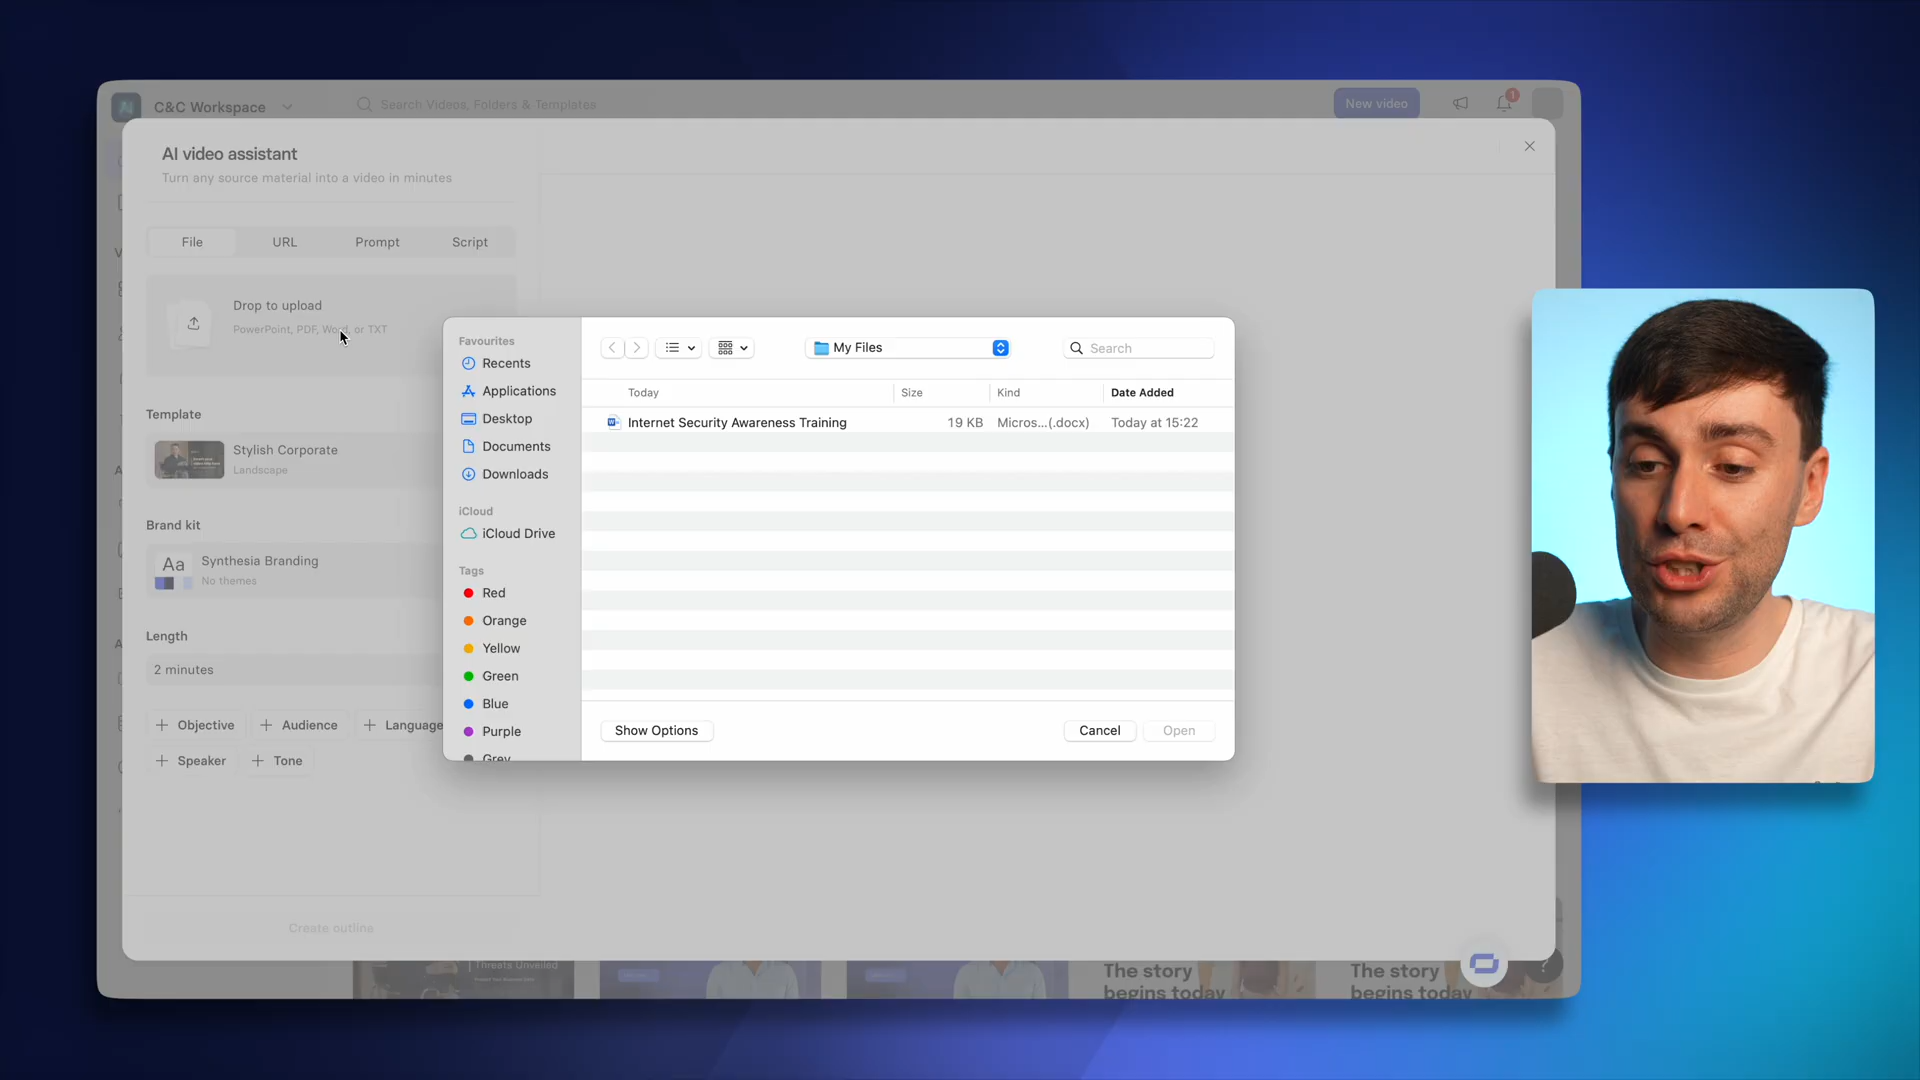 C&C Workspace
Search Videos, Folders & Templates
New video
1
AI video assistant
Turn any source material into a video in minutes
File
URL
Prompt
Script
Drop to upload
PowerPoint, PDF, Word, or TXT
Template
Stylish Corporate
Landscape
Brand kit
Aa
Synthesia Branding
No themes
Length
2 minutes
Objective
Audience
Language
Speaker
Tone
Create outline
Favourites
Recents
Applications
Desktop
Documents
Downloads
iCloud
iCloud Drive
Tags
Red
Orange
Yellow
Green
Blue
Purple
Grey
My Files
Search
Today
Size
Kind
Date Added
Internet Security Awareness Training
19 KB
Micros...(.docx)
Today at 15:22
Show Options
Cancel
Open
Threats Unveiled
The story
begins today
The story
begins today
?